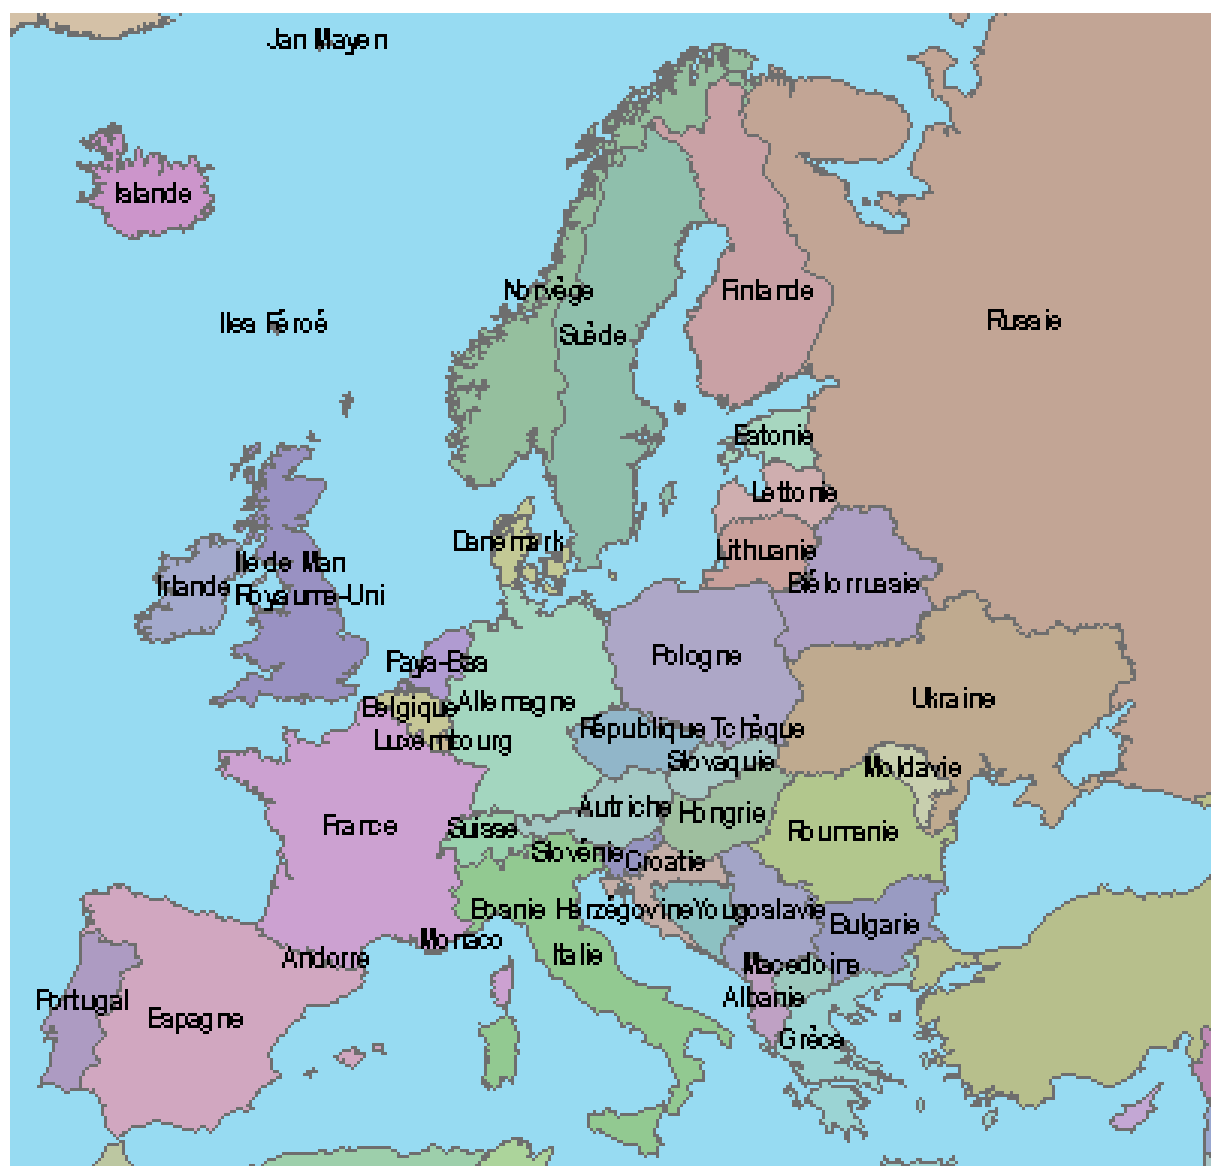 Jan Mayen
Islande
Norvège
Finlande
Iles Féroé
Russie
Suède
Estonie
Lettonie
Danemark
Lithuanie
Ile de Man
Irlande
Biélorrussie
Royaume-Uni
Pays-Bas
Pologne
Belgique
Allemagne
Ukraine
République Tchèque
Luxembourg
Slovaquie
Moldavie
Autriche
Hongrie
France
Suisse
Roumanie
Slovénie
Croatie
Bosnie Herzégovine
Yougoslavie
Bulgarie
Monaco
Andorre
Italie
Macedoine
Portugal
Albanie
Espagne
Grèce